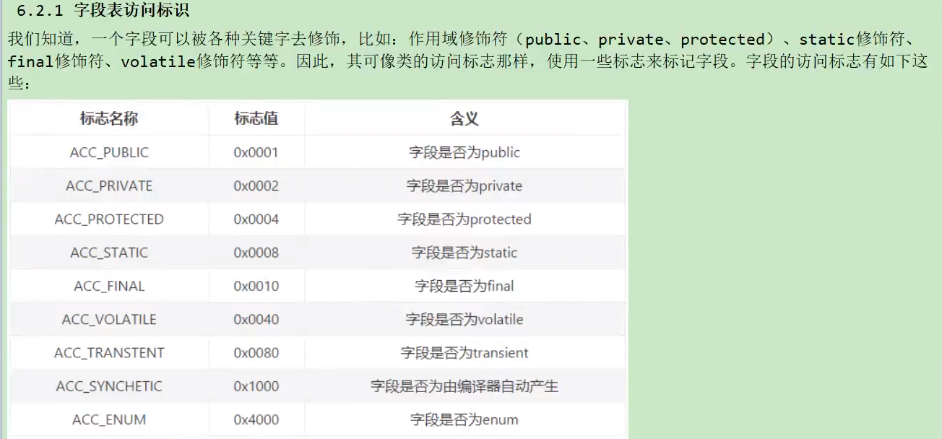 6.2.1 字段表访问标识
我们知道，一个字段可以被各种关键字去修饰，比如：作用域修饰符（public、private、protected）、static修饰符、
final修饰符、volatile修饰符等等。因此，其可像类的访问标志那样，使用一些标志来标记字段。字段的访问标志有如下这
些：
标志名称 标志值 含义
ACC_PUBLIC 0x0001 字段是否为public
ACC_PRIVATE 0x0002 字段是否为private
ACC_PROTECTED 0x0004 字段是否为protected
ACC_STATIC 0x0008 字段是否为static
ACC_FINAL 0x0010 字段是否为final
ACC_VOLATILE 0x0040 字段是否为volatile
ACC_TRANSTENT 0x0080 字段是否为transient
ACC_SYNCHETIC 0x1000 字段是否为由编译器自动产生
ACC_ENUM 0x4000 字段是否为enum